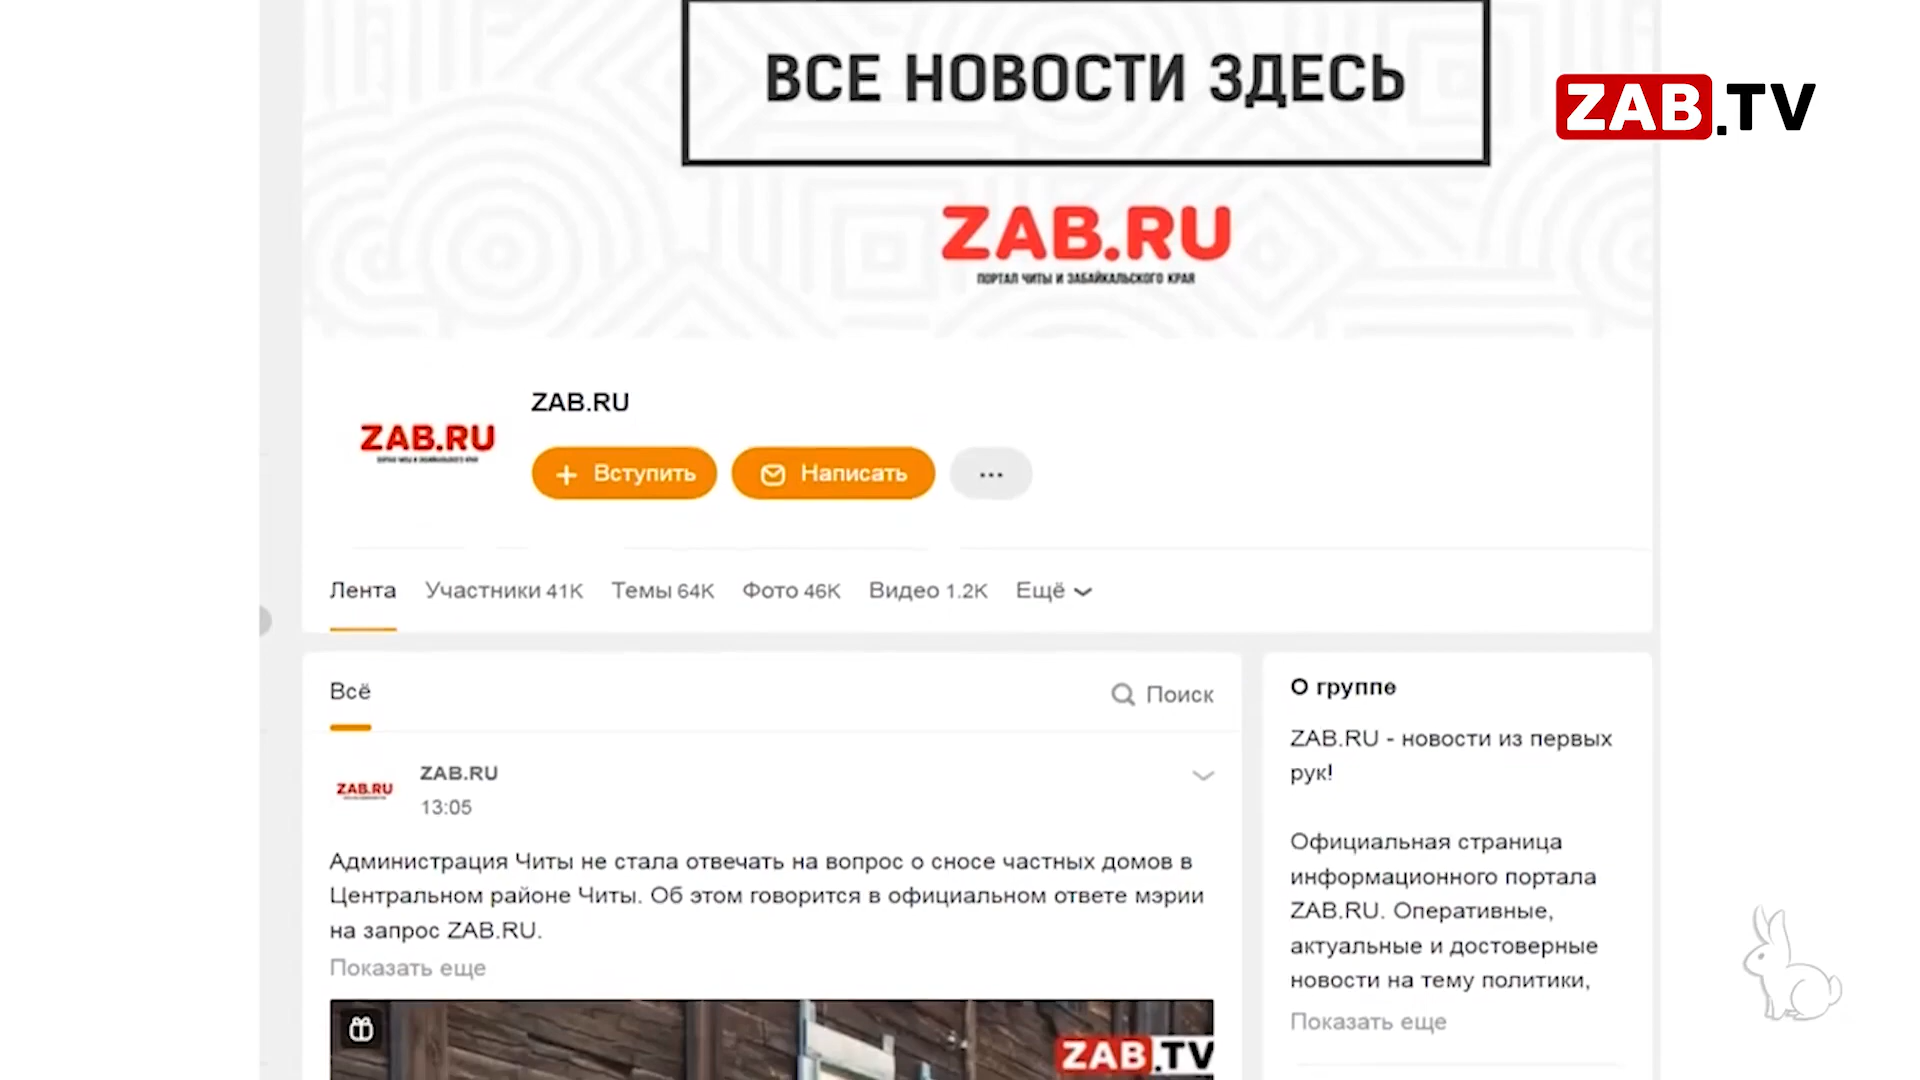 ВСЕ НОВОСТИ ЗДЕСЬ
ZAB.TV
ZAB.RU
ПОРТАЛ ЧИТЫ И ЗАБАЙКАЛЬСКОГО КРАЯ
ZAB.RU
ZAB.RU
Вступить
Написать
Лента Участники 41K Темы 64K Фото 46K Видео 1.2K Ещё
Всё
Поиск
ZAB.RU
ZAB.RU
13:05
Администрация Читы не стала отвечать на вопрос о сносе частных домов в
Центральном районе Читы. Об этом говорится в официальном ответе мэрии
на запрос ZAB.RU.
Показать еще
ZAB.TV
О группе
ZAB.RU - новости из первых
рук!
Официальная страница
информационного портала
ZAB.RU. Оперативные,
актуальные и достоверные
новости на тему политики,
Показать еще